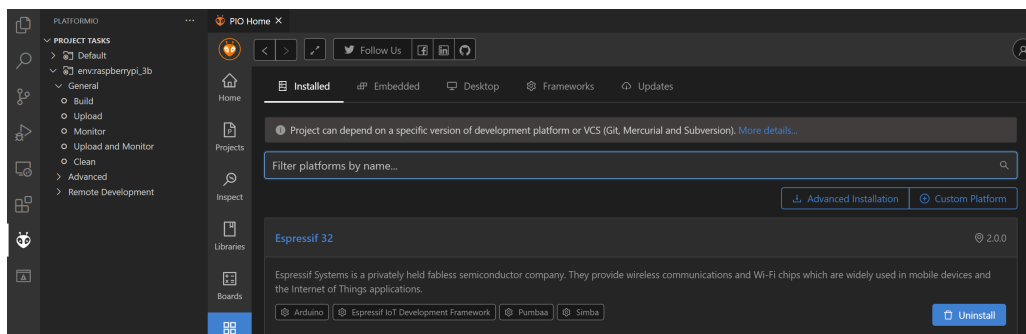 PLATFORMIO
PROJECT TASKS
Default
env:raspberrypi_3b
General
Build
Upload
Monitor
Upload and Monitor
Clean
Advanced
Remote Development
PIO Home
Follow Us
Home
Projects
Inspect
Libraries
Boards
Installed Embedded Desktop Frameworks Updates
Project can depend on a specific version of development platform or VCS (Git, Mercurial and Subversion). More details...
Filter platforms by name...
Advanced Installation Custom Platform
Espressif 32 2.0.0
Espressif Systems is a privately held fabless semiconductor company. They provide wireless communications and Wi-Fi chips which are widely used in mobile devices and
the Internet of Things applications.
Arduino Espressif IoT Development Framework Pumbaa Simba
Uninstall